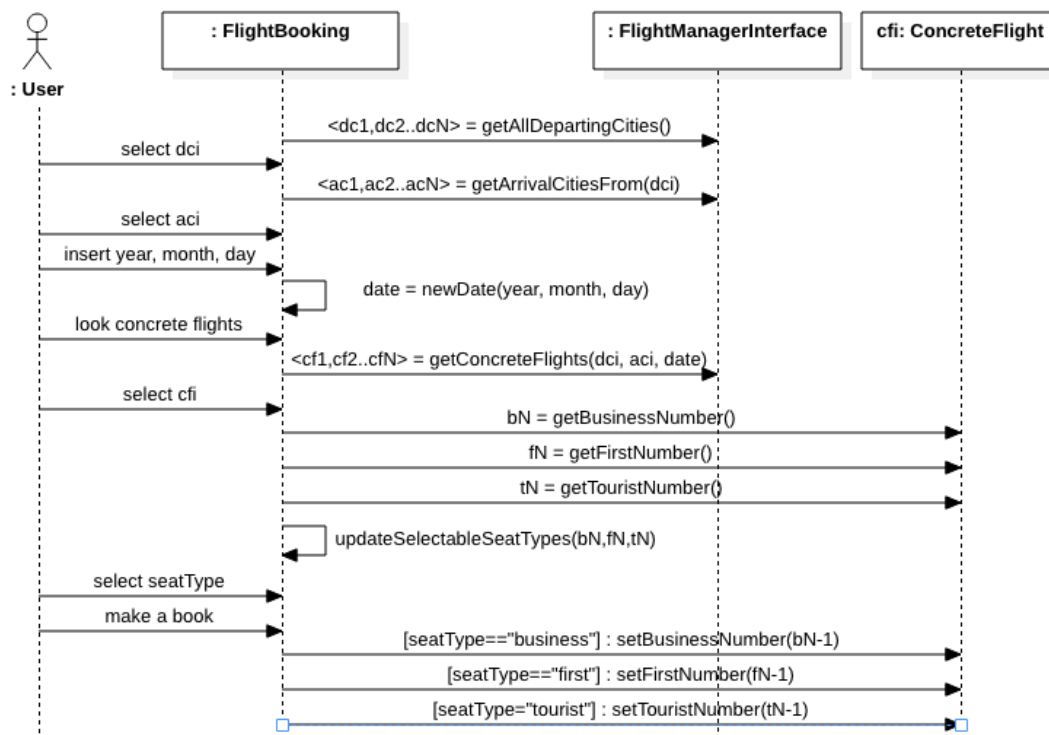 : FlightBooking
: FlightManagerInterface
cfi: ConcreteFlight
: User
<dc1,dc2..dcN> = getAllDepartingCities()
select dci
<ac1,ac2..acN> = getArrivalCitiesFrom(dci)
select aci
insert year, month, day
date = newDate(year, month, day)
look concrete flights
<cf1,cf2..cfN> = getConcreteFlights(dci, aci, date)
select cfi
bN = getBusinessNumber()
fN = getFirstNumber()
tN = getTouristNumber()
updateSelectableSeatTypes(bN,fN,tN)
select seatType
make a book
[seatType=="business"] : setBusinessNumber(bN-1)
[seatType=="first"] : setFirstNumber(fN-1)
[seatType="tourist"] : setTouristNumber(tN-1)